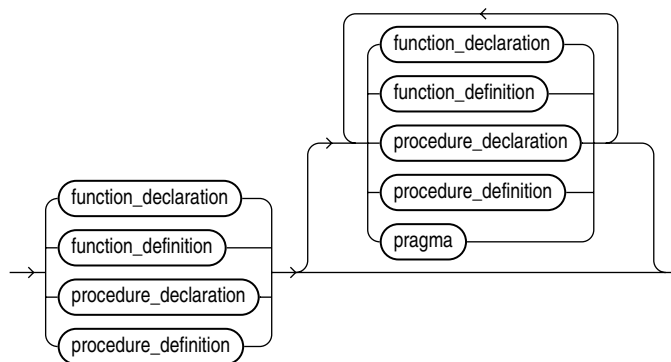 function_declaration
function_definition
procedure_declaration
procedure_definition
pragma
function_declaration
function_definition
procedure_declaration
procedure_definition